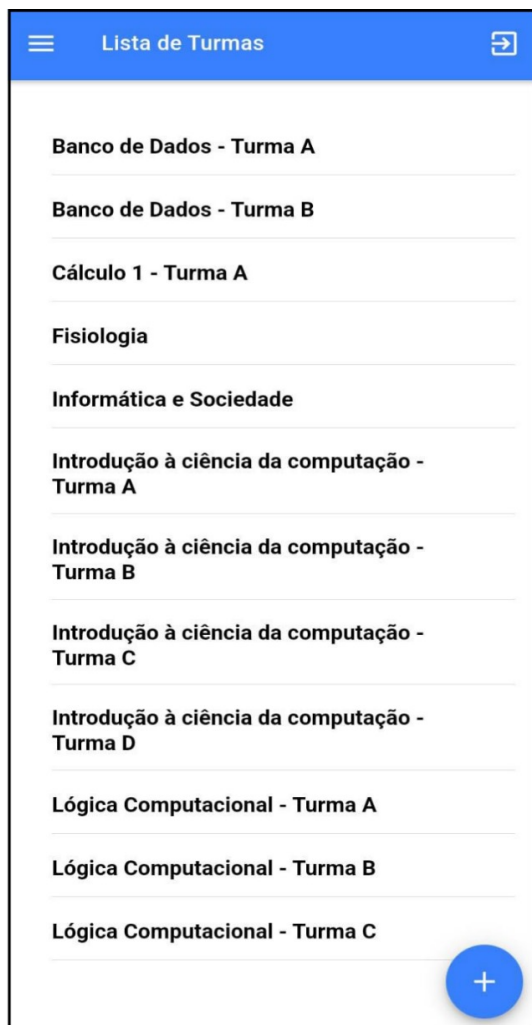 Lista de Turmas
Banco de Dados - Turma A
Banco de Dados - Turma B
Cálculo 1 - Turma A
Fisiologia
Informática e Sociedade
Introdução à ciência da computação -
Turma A
Introdução à ciência da computação -
Turma B
Introdução à ciência da computação -
Turma C
Introdução à ciência da computação -
Turma D
Lógica Computacional - Turma A
Lógica Computacional - Turma B
Lógica Computacional - Turma C